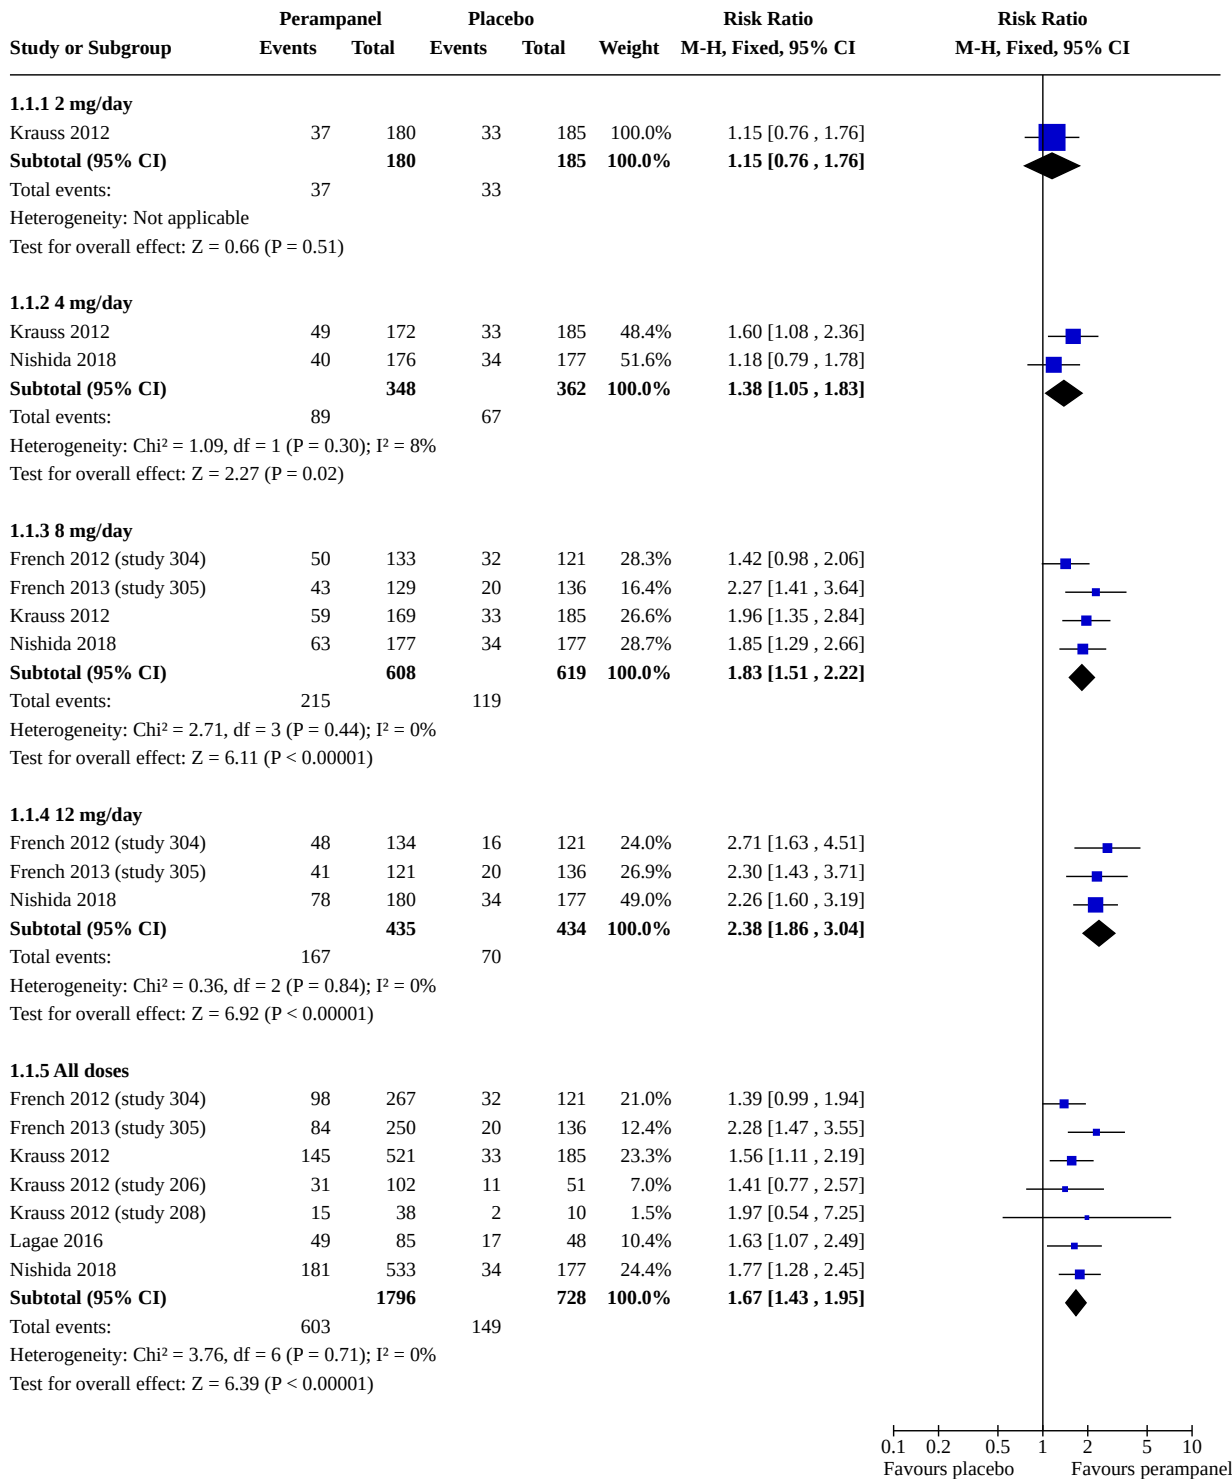 Perampanel Placebo Risk Ratio Risk Ratio
Study or Subgroup Events Total Events Total Weight M-H, Fixed, 95% CI M-H, Fixed, 95% CI
1.1.1 2 mg/day
Krauss 2012 37 180 33 185 100.0% 1.15 [0.76 , 1.76]
Subtotal (95% CI) 180 185 100.0% 1.15 [0.76 , 1.76]
Total events: 37 33
Heterogeneity: Not applicable
Test for overall effect: Z = 0.66 (P = 0.51)
1.1.2 4 mg/day
Krauss 2012 49 172 33 185 48.4% 1.60 [1.08 , 2.36]
Nishida 2018 40 176 34 177 51.6% 1.18 [0.79 , 1.78]
Subtotal (95% CI) 348 362 100.0% 1.38 [1.05 , 1.83]
Total events: 89 67
Heterogeneity: Chi² = 1.09, df = 1 (P = 0.30); I² = 8%
Test for overall effect: Z = 2.27 (P = 0.02)
1.1.3 8 mg/day
French 2012 (study 304) 50 133 32 121 28.3% 1.42 [0.98 , 2.06]
French 2013 (study 305) 43 129 20 136 16.4% 2.27 [1.41 , 3.64]
Krauss 2012 59 169 33 185 26.6% 1.96 [1.35 , 2.84]
Nishida 2018 63 177 34 177 28.7% 1.85 [1.29 , 2.66]
Subtotal (95% CI) 608 619 100.0% 1.83 [1.51 , 2.22]
Total events: 215 119
Heterogeneity: Chi² = 2.71, df = 3 (P = 0.44); I² = 0%
Test for overall effect: Z = 6.11 (P < 0.00001)
1.1.4 12 mg/day
French 2012 (study 304) 48 134 16 121 24.0% 2.71 [1.63 , 4.51]
French 2013 (study 305) 41 121 20 136 26.9% 2.30 [1.43 , 3.71]
Nishida 2018 78 180 34 177 49.0% 2.26 [1.60 , 3.19]
Subtotal (95% CI) 435 434 100.0% 2.38 [1.86 , 3.04]
Total events: 167 70
Heterogeneity: Chi² = 0.36, df = 2 (P = 0.84); I² = 0%
Test for overall effect: Z = 6.92 (P < 0.00001)
1.1.5 All doses
French 2012 (study 304) 98 267 32 121 21.0% 1.39 [0.99 , 1.94]
French 2013 (study 305) 84 250 20 136 12.4% 2.28 [1.47 , 3.55]
Krauss 2012 145 521 33 185 23.3% 1.56 [1.11 , 2.19]
Krauss 2012 (study 206) 31 102 11 51 7.0% 1.41 [0.77 , 2.57]
Krauss 2012 (study 208) 15 38 2 10 1.5% 1.97 [0.54 , 7.25]
Lagae 2016 49 85 17 48 10.4% 1.63 [1.07 , 2.49]
Nishida 2018 181 533 34 177 24.4% 1.77 [1.28 , 2.45]
Subtotal (95% CI) 1796 728 100.0% 1.67 [1.43 , 1.95]
Total events: 603 149
Heterogeneity: Chi² = 3.76, df = 6 (P = 0.71); I² = 0%
Test for overall effect: Z = 6.39 (P < 0.00001)
0.1 0.2 0.5 1 2 5 10
Favours placebo Favours perampanel